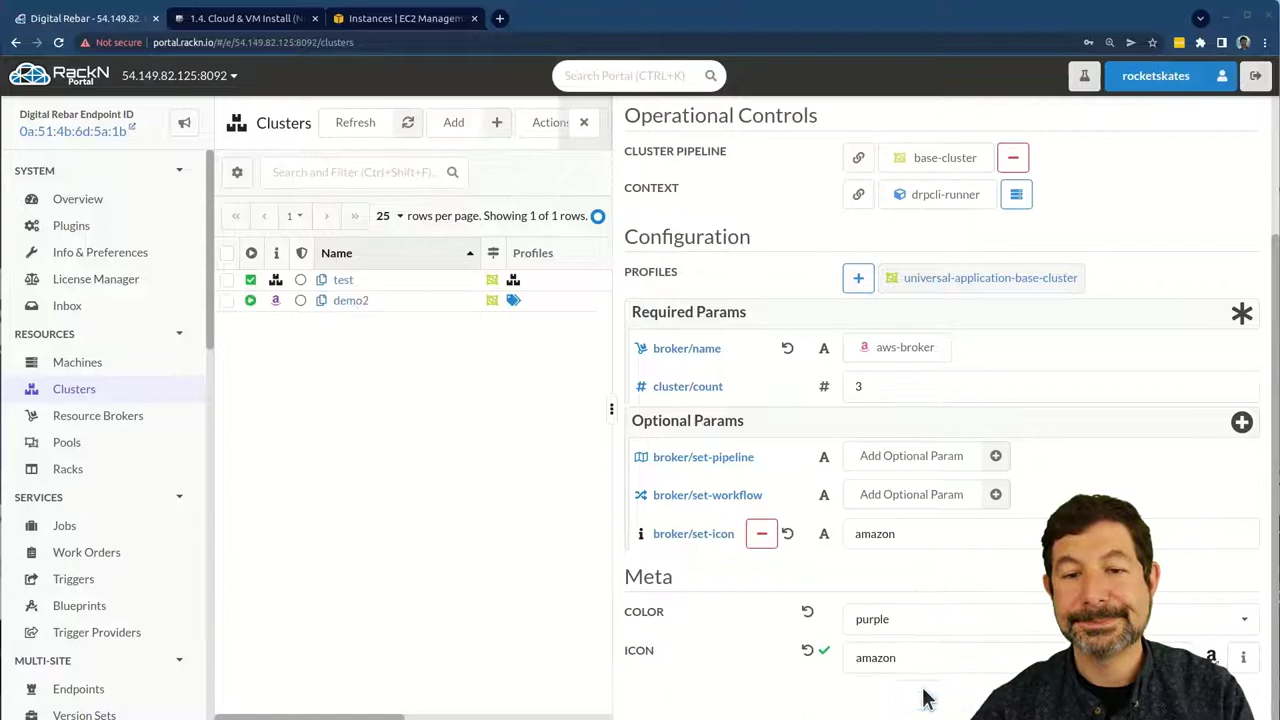 Digital Rebar - 54.149.82.
1.4. Cloud & VM Install (N
Instances | EC2 Managem
Not secure
portal.rackn.io/#/e/54.149.82.125:8092/clusters
RackN
Portal
54.149.82.125:8092
Search Portal (CTRL+K)
rocketskates
Digital Rebar Endpoint ID
0a:51:4b:6d:5a:1b
SYSTEM
Overview
Plugins
Info & Preferences
License Manager
Inbox
RESOURCES
Machines
Clusters
Resource Brokers
Pools
Racks
SERVICES
Jobs
Work Orders
Triggers
Blueprints
Trigger Providers
MULTI-SITE
Endpoints
Version Sets
Clusters
Refresh
Add
Actions
Search and Filter (Ctrl+Shift+F)...
1
25 rows per page. Showing 1 of 1 rows.
Name
Profiles
test
demo2
Operational Controls
CLUSTER PIPELINE
base-cluster
CONTEXT
drpcli-runner
Configuration
PROFILES
universal-application-base-cluster
Required Params
broker/name
A
aws-broker
cluster/count
#
3
Optional Params
broker/set-pipeline
A
Add Optional Param
broker/set-workflow
A
Add Optional Param
broker/set-icon
A
amazon
Meta
COLOR
purple
ICON
amazon